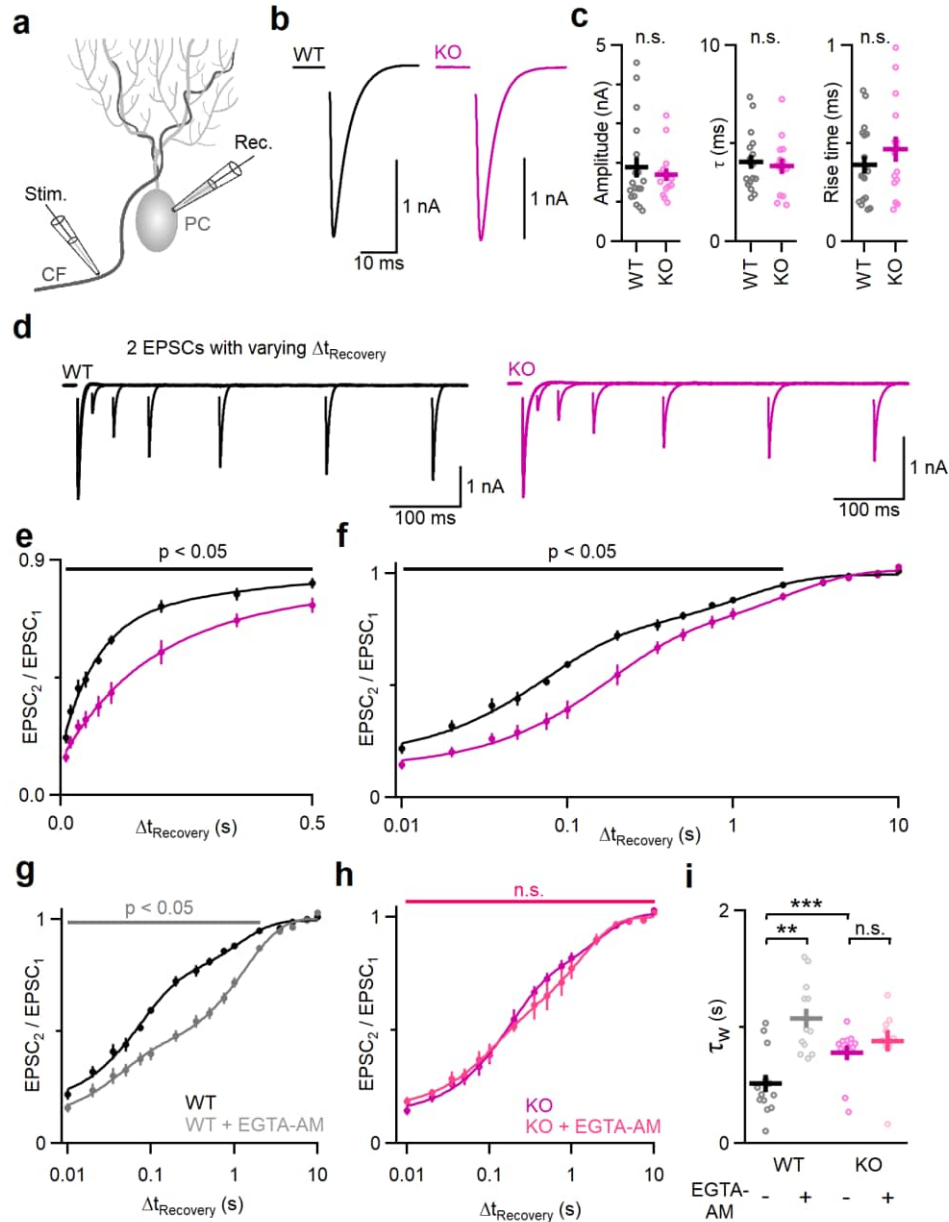 a
Stim.
Rec.
PC
CF
b
WT
KO
1 nA
1 nA
10 ms
c
n.s.
n.s.
n.s.
5
10
1
Amplitude (nA)
τ (ms)
Rise time (ms)
0
0
0
WT
KO
WT
KO
WT
KO
d
2 EPSCs with varying ΔtRecovery
WT
KO
1 nA
100 ms
1 nA
100 ms
e
p < 0.05
0.9
EPSC2 / EPSC1
0.0
0.0
0.5
ΔtRecovery (s)
f
p < 0.05
1
EPSC2 / EPSC1
0
0.01
0.1
1
10
ΔtRecovery (s)
g
p < 0.05
1
EPSC2 / EPSC1
WT
WT + EGTA-AM
0
0.01
0.1
1
10
ΔtRecovery (s)
h
n.s.
1
EPSC2 / EPSC1
KO
KO + EGTA-AM
0
0.01
0.1
1
10
ΔtRecovery (s)
i
2
***
**
n.s.
τW (s)
0
WT
KO
EGTA-
AM
- + - +